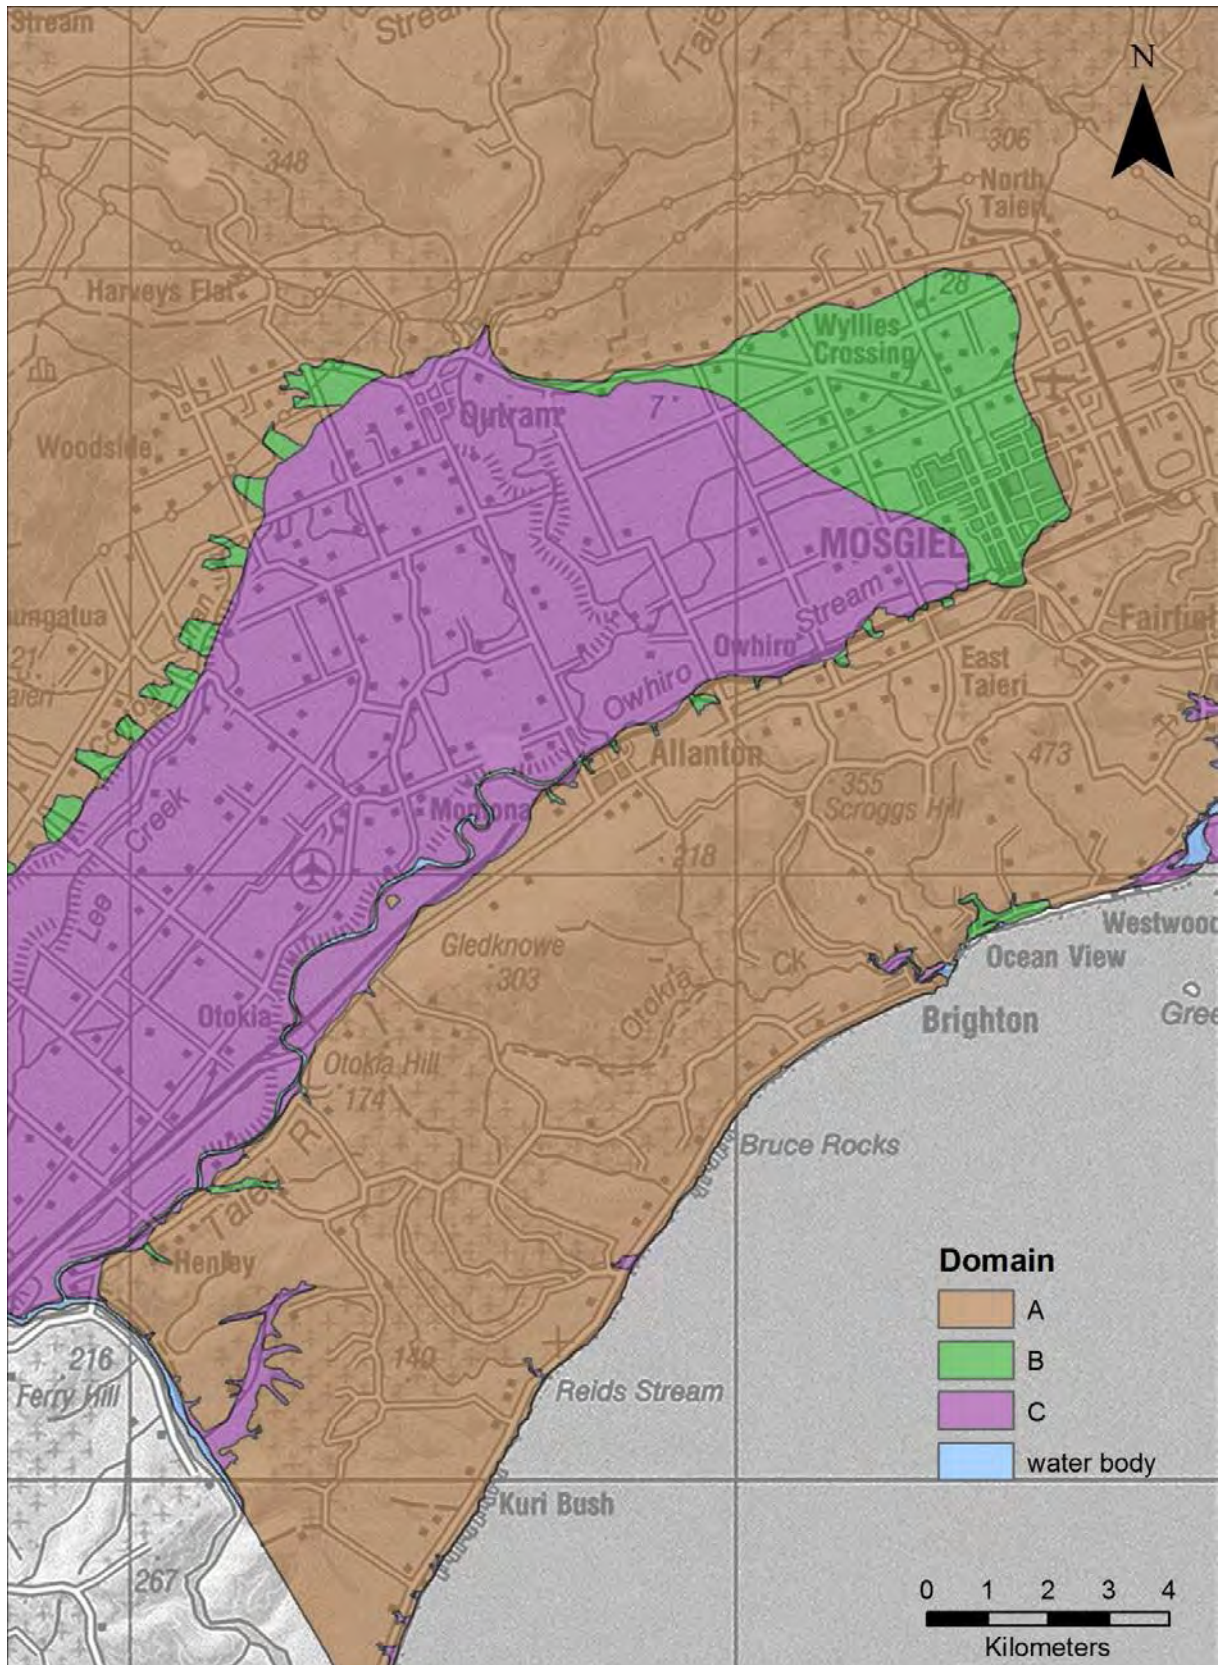 Stream
Stream
N
348
306
North
Taieri
Harveys Flat
28
Wyllies
Crossing
7
Outram
Woodside
MOSGIEL
Stream
Owhiro
Owhiro
Fairfield
East
Taieri
21
Allanton
473
355
Scroggs Hill
Creek
Lee
Momona
218
Gledknowe
303
Ck
Otokia
Westwood
Ocean View
Brighton
Otokia
Otokia Hill
174
Bruce Rocks
Taieri R
Henley
216
Ferry Hill
140
Reids Stream
Kuri Bush
267
Domain
A
B
C
water body
0 1 2 3 4
Kilometers